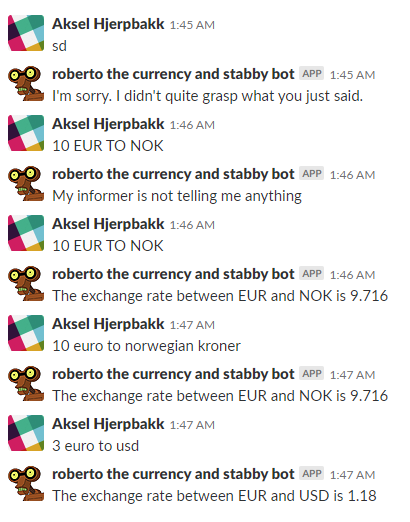 Aksel Hjerpbakk 1:45 AM
sd
roberto the currency and stabby bot APP 1:45 AM
I'm sorry. I didn't quite grasp what you just said.
Aksel Hjerpbakk 1:46 AM
10 EUR TO NOK
roberto the currency and stabby bot APP 1:46 AM
My informer is not telling me anything
Aksel Hjerpbakk 1:46 AM
10 EUR TO NOK
roberto the currency and stabby bot APP 1:46 AM
The exchange rate between EUR and NOK is 9.716
Aksel Hjerpbakk 1:47 AM
10 euro to norwegian kroner
roberto the currency and stabby bot APP 1:47 AM
The exchange rate between EUR and NOK is 9.716
Aksel Hjerpbakk 1:47 AM
3 euro to usd
roberto the currency and stabby bot APP 1:47 AM
The exchange rate between EUR and USD is 1.18